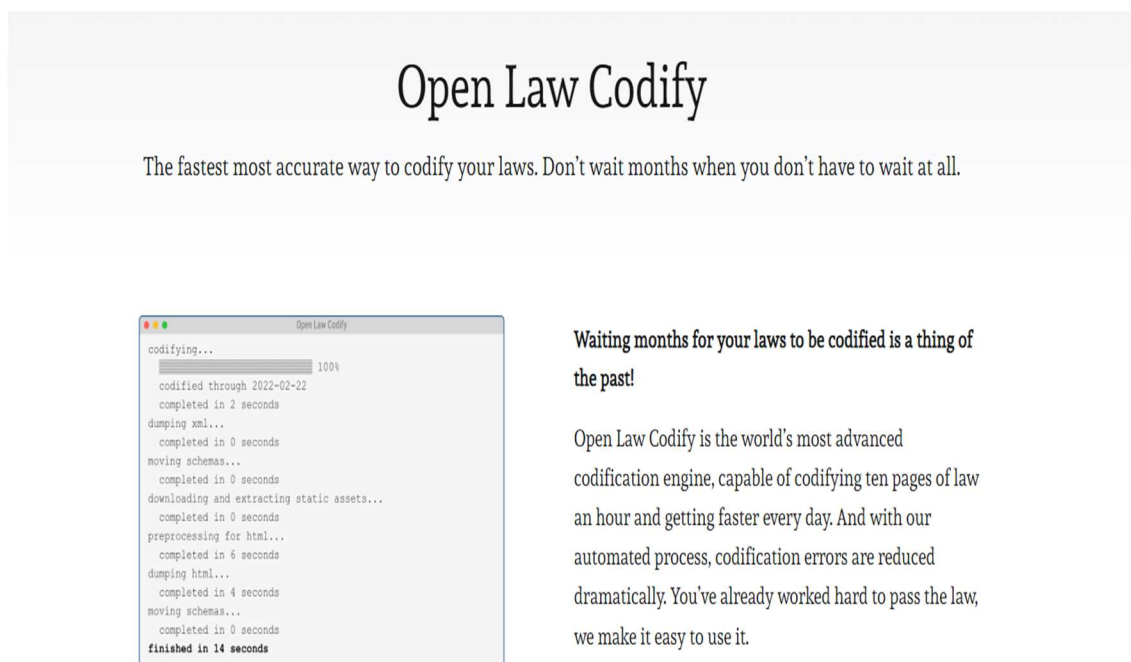 Open Law Codify
The fastest most accurate way to codify your laws. Don't wait months when you don't have to wait at all.
Open Law Codify
codifying...
100%
codified through 2022-02-22
completed in 2 seconds
dumping xml...
completed in 0 seconds
moving schemas...
completed in 0 seconds
downloading and extracting static assets...
completed in 0 seconds
preprocessing for html...
completed in 6 seconds
dumping html...
completed in 4 seconds
moving schemas...
completed in 0 seconds
finished in 14 seconds
Waiting months for your laws to be codified is a thing of
the past!
Open Law Codify is the world's most advanced
codification engine, capable of codifying ten pages of law
an hour and getting faster every day. And with our
automated process, codification errors are reduced
dramatically. You've already worked hard to pass the law,
we make it easy to use it.